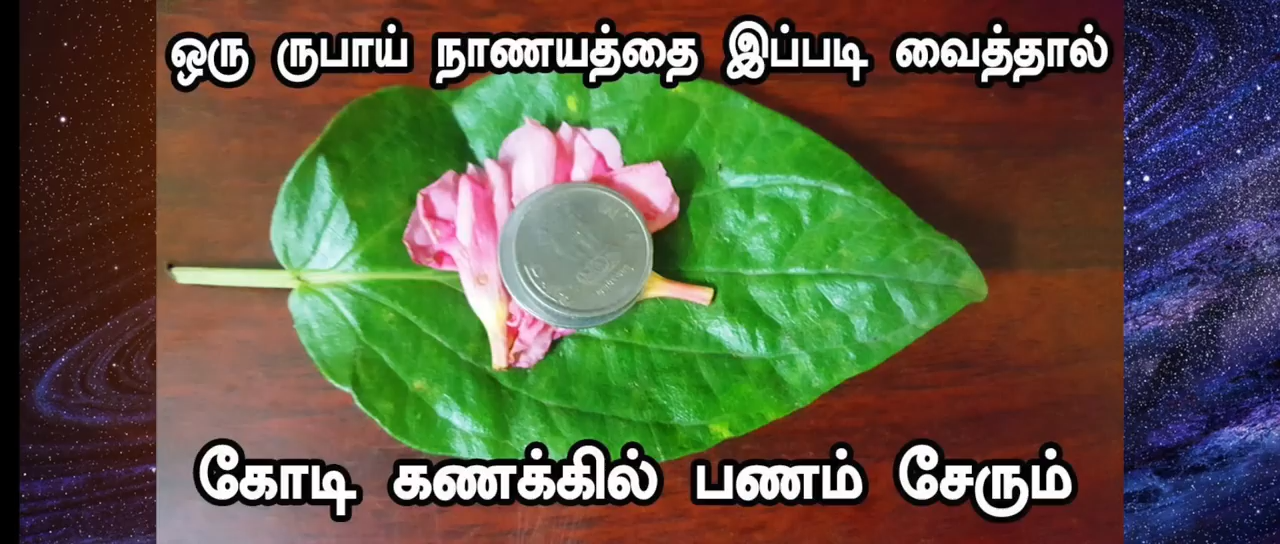 ஒரு ருபாய் நாணயத்தை இப்படி வைத்தால்
கோடி கணக்கில் பணம் சேரும்